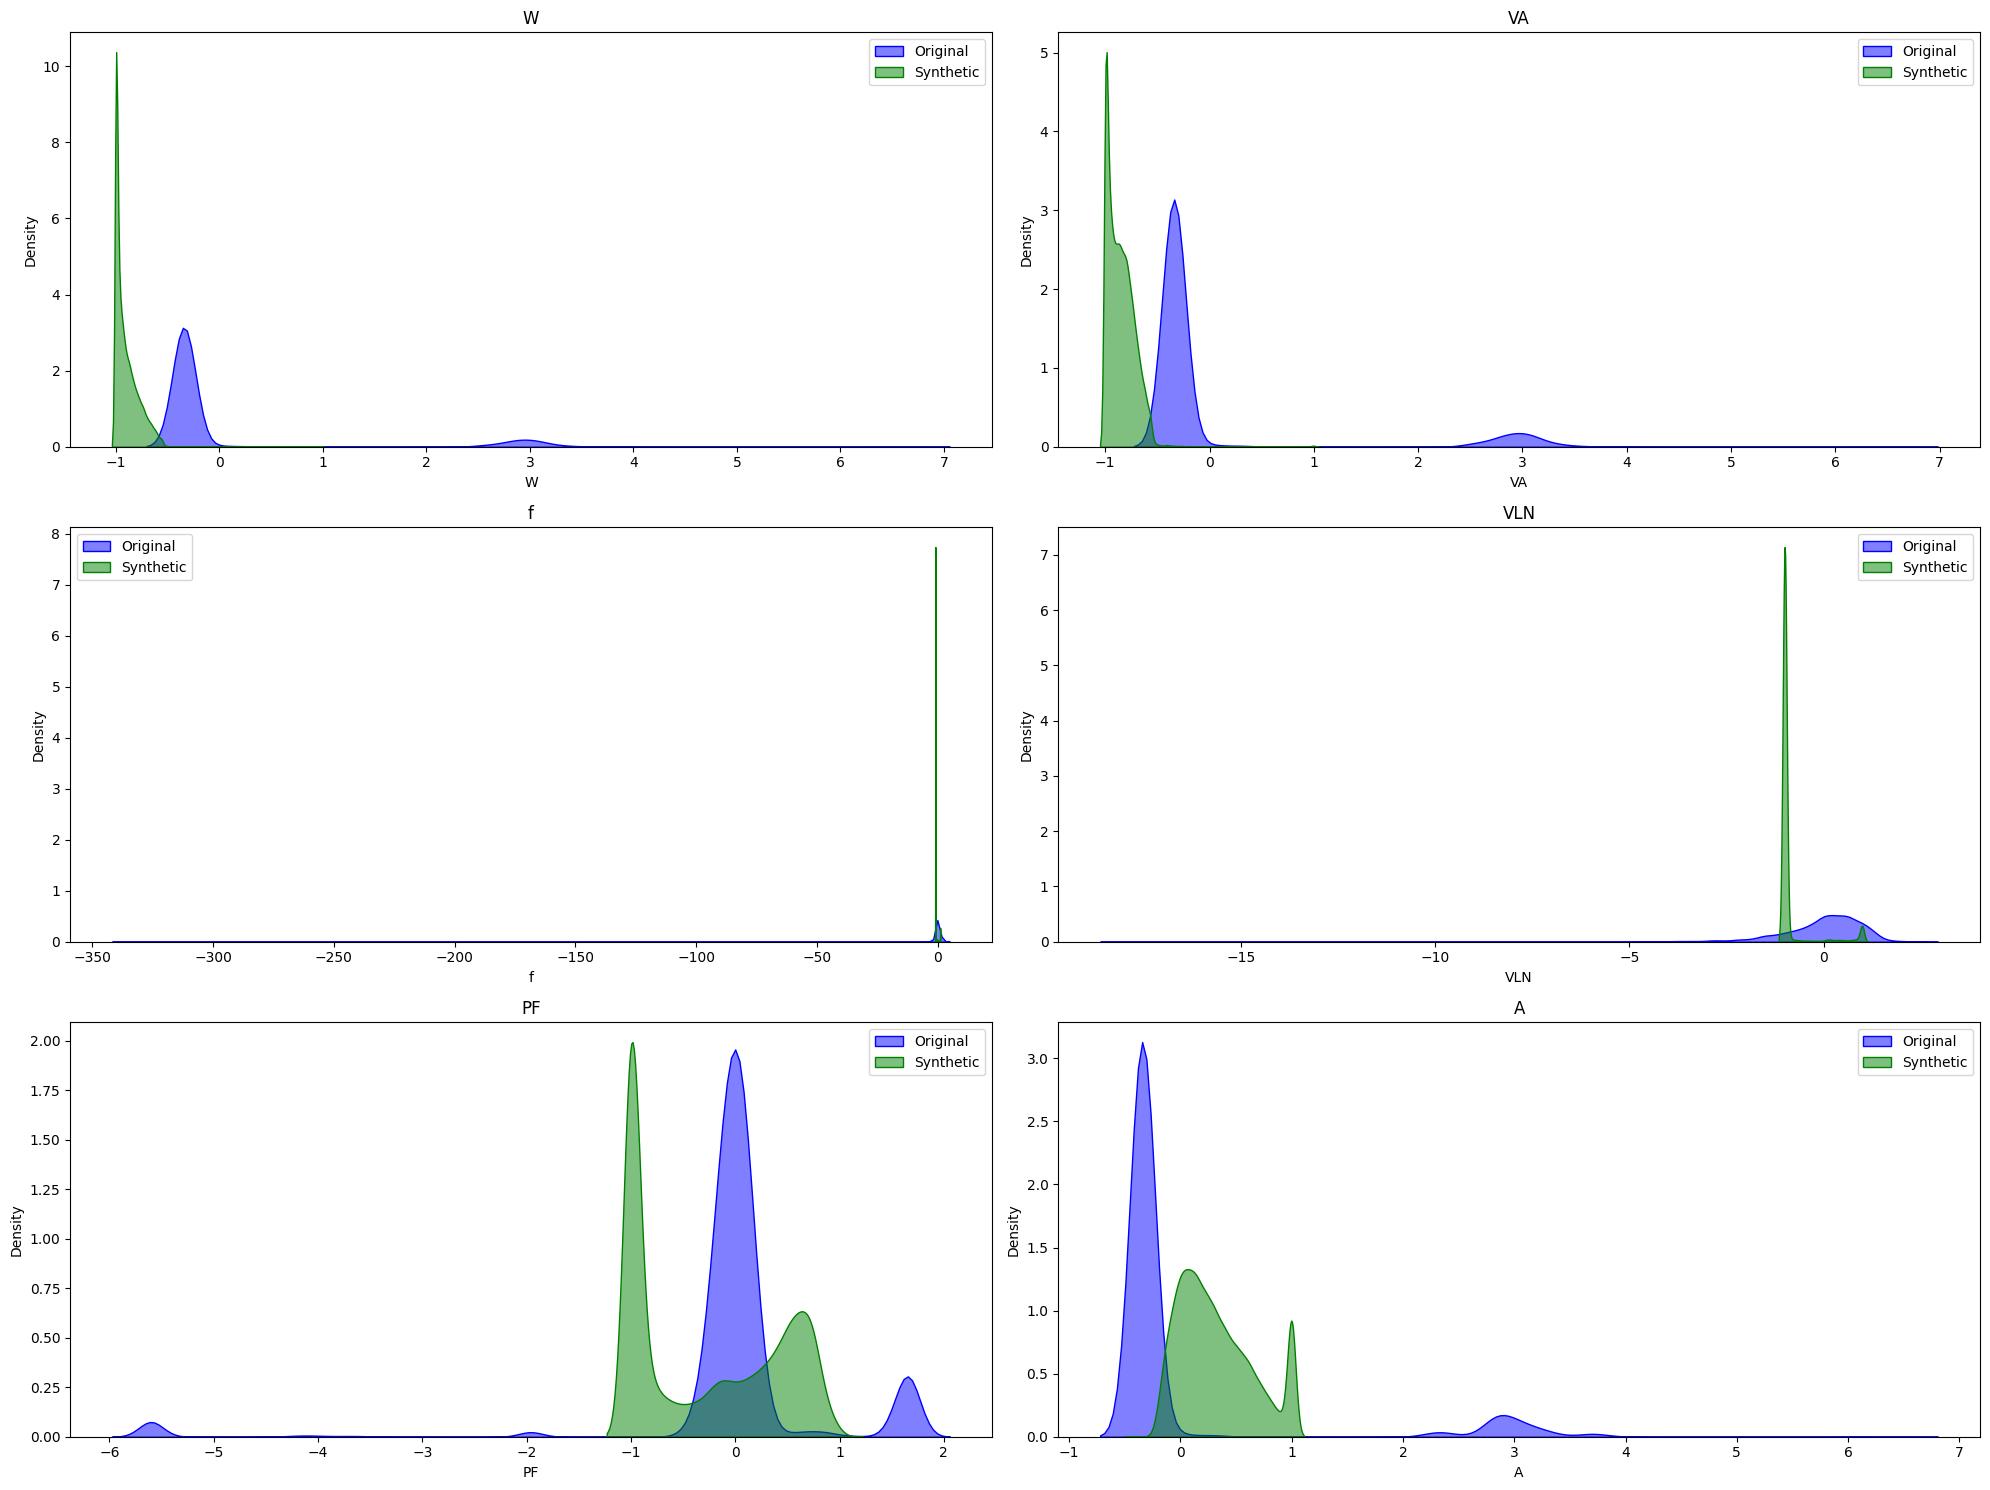 W
Density
10
8
6
4
2
0
−1 0 1 2 3 4 5 6 7
W
Original
Synthetic
VA
Density
5
4
3
2
1
0
−1 0 1 2 3 4 5 6 7
VA
Original
Synthetic
f
Density
8
7
6
5
4
3
2
1
0
−350 −300 −250 −200 −150 −100 −50 0
f
Original
Synthetic
VLN
Density
7
6
5
4
3
2
1
0
−15 −10 −5 0
VLN
Original
Synthetic
PF
Density
2.00
1.75
1.50
1.25
1.00
0.75
0.50
0.25
0.00
−6 −5 −4 −3 −2 −1 0 1 2
PF
Original
Synthetic
A
Density
3.0
2.5
2.0
1.5
1.0
0.5
0.0
−1 0 1 2 3 4 5 6 7
A
Original
Synthetic